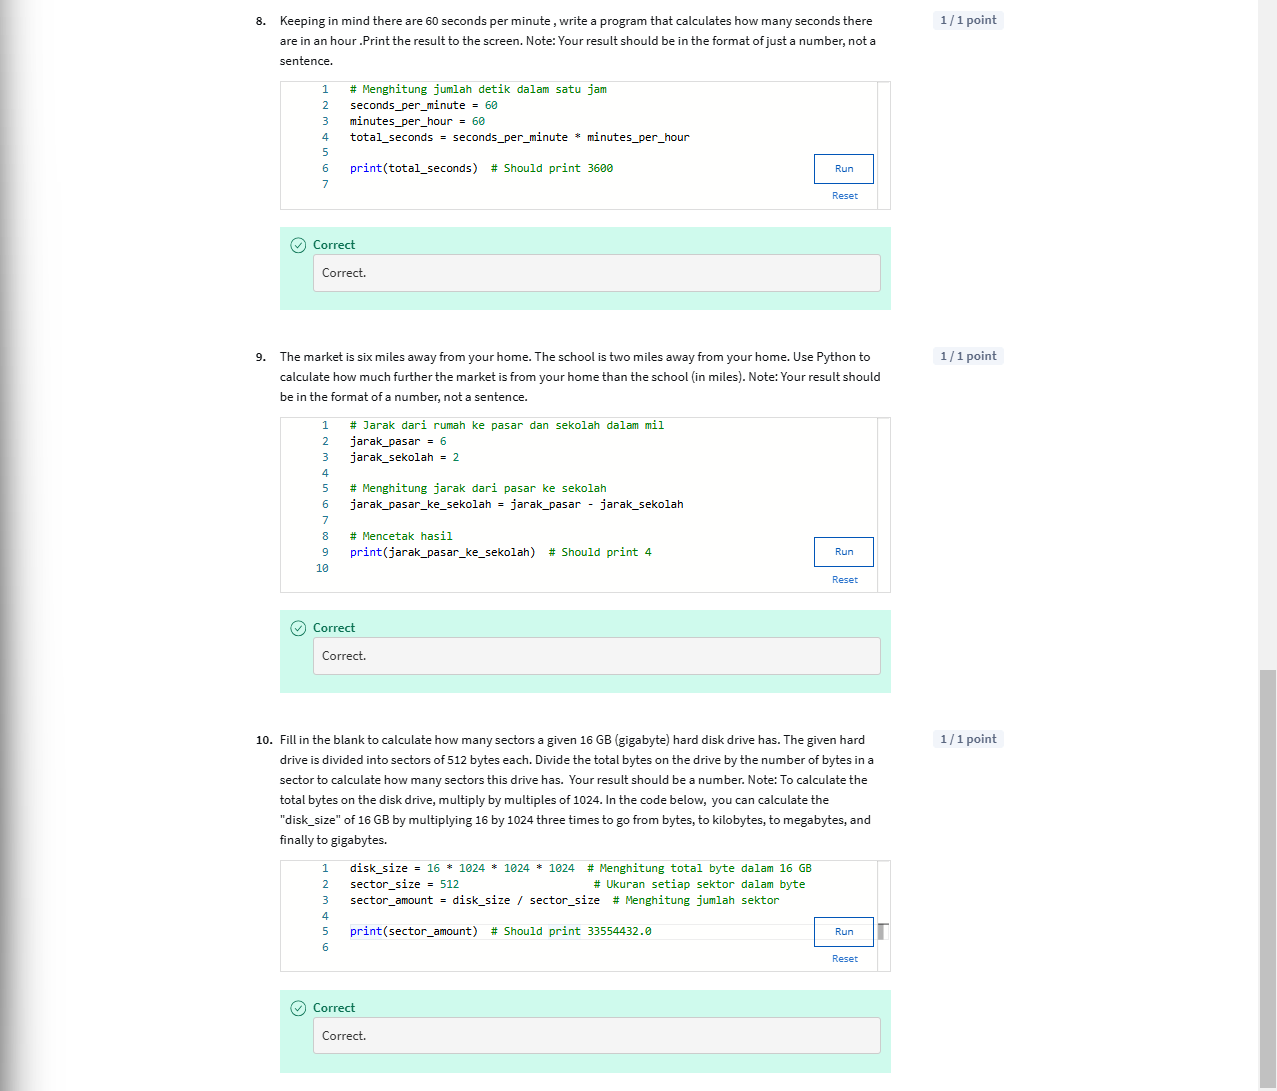 8. Keeping in mind there are 60 seconds per minute , write a program that calculates how many seconds there 1 / 1 point
are in an hour .Print the result to the screen. Note: Your result should be in the format of just a number, not a
sentence.
1 # Menghitung jumlah detik dalam satu jam
2 seconds_per_minute = 60
3 minutes_per_hour = 60
4 total_seconds = seconds_per_minute * minutes_per_hour
5
6 print(total_seconds)  # Should print 3600 Run
7
Reset
Correct
Correct.
9. The market is six miles away from your home. The school is two miles away from your home. Use Python to 1 / 1 point
calculate how much further the market is from your home than the school (in miles). Note: Your result should
be in the format of a number, not a sentence.
1 # Jarak dari rumah ke pasar dan sekolah dalam mil
2 jarak_pasar = 6
3 jarak_sekolah = 2
4
5 # Menghitung jarak dari pasar ke sekolah
6 jarak_pasar_ke_sekolah = jarak_pasar - jarak_sekolah
7
8 # Mencetak hasil
9 print(jarak_pasar_ke_sekolah)  # Should print 4 Run
10
Reset
Correct
Correct.
10. Fill in the blank to calculate how many sectors a given 16 GB (gigabyte) hard disk drive has. The given hard 1 / 1 point
drive is divided into sectors of 512 bytes each. Divide the total bytes on the drive by the number of bytes in a
sector to calculate how many sectors this drive has.  Your result should be a number. Note: To calculate the
total bytes on the disk drive, multiply by multiples of 1024. In the code below,  you can calculate the
"disk_size" of 16 GB by multiplying 16 by 1024 three times to go from bytes, to kilobytes, to megabytes, and
finally to gigabytes.
1 disk_size = 16 * 1024 * 1024 * 1024  # Menghitung total byte dalam 16 GB
2 sector_size = 512                     # Ukuran setiap sektor dalam byte
3 sector_amount = disk_size / sector_size  # Menghitung jumlah sektor
4
5 print(sector_amount)  # Should print 33554432.0 Run
6
Reset
Correct
Correct.